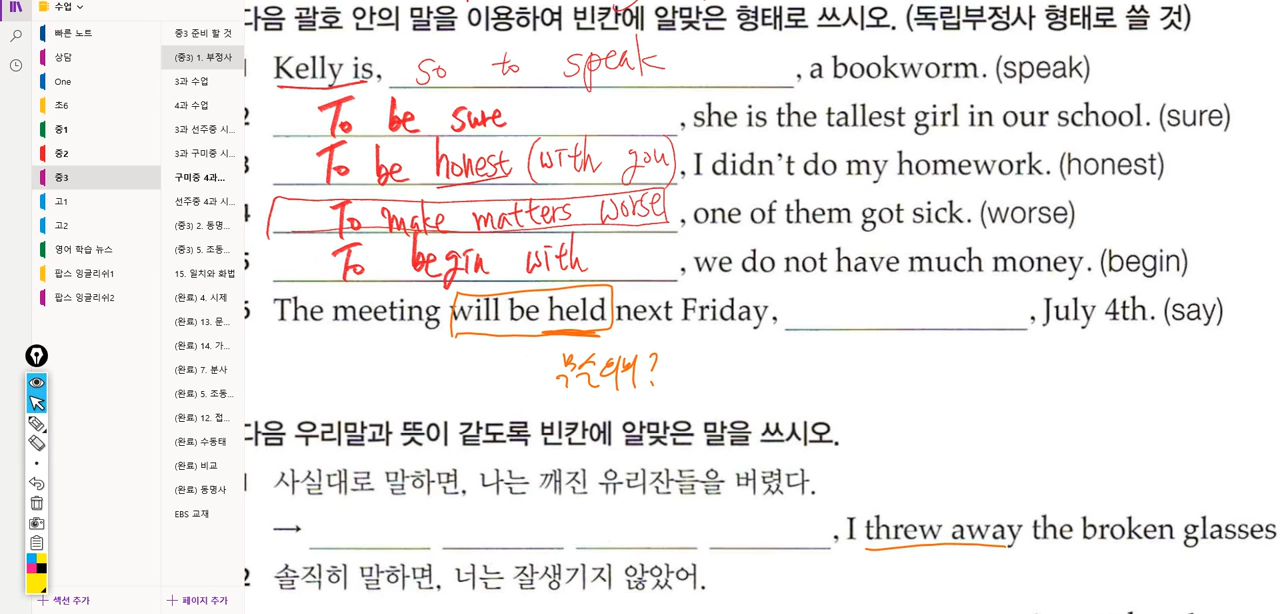 수업
빠른 노트
상담
One
초6
중1
중2
중3
고1
고2
영어 학습 뉴스
팝스 잉글리쉬1
팝스 잉글리쉬2
섹션 추가
중3 준비 할 것
(중3) 1. 부정사
3과 수업
4과 수업
3과 선주중 시...
3과 구미중 시...
구미중 4과...
선주중 4과 시...
(중3) 2. 동명...
(중3) 5. 조동...
15. 일치와 화법
(완료) 4. 시제
(완료) 13. 문...
(완료) 14. 가...
(완료) 7. 분사
(완료) 5. 조동...
(완료) 12. 접...
(완료) 수동태
(완료) 비교
(완료) 동명사
EBS 교재
페이지 추가
다음 괄호 안의 말을 이용하여 빈칸에 알맞은 형태로 쓰시오. (독립부정사 형태로 쓸 것)
Kelly is, so to speak, a bookworm. (speak)
2 To be sure, she is the tallest girl in our school. (sure)
3 To be honest (with you), I didn't do my homework. (honest)
4 To make matters worse, one of them got sick. (worse)
5 To begin with, we do not have much money. (begin)
The meeting will be held next Friday, , July 4th. (say)
다음 우리말과 뜻이 같도록 빈칸에 알맞은 말을 쓰시오.
1 사실대로 말하면, 나는 깨진 유리잔들을 버렸다.
→ , I threw away the broken glasses
2 솔직히 말하면, 너는 잘생기지 않았어.